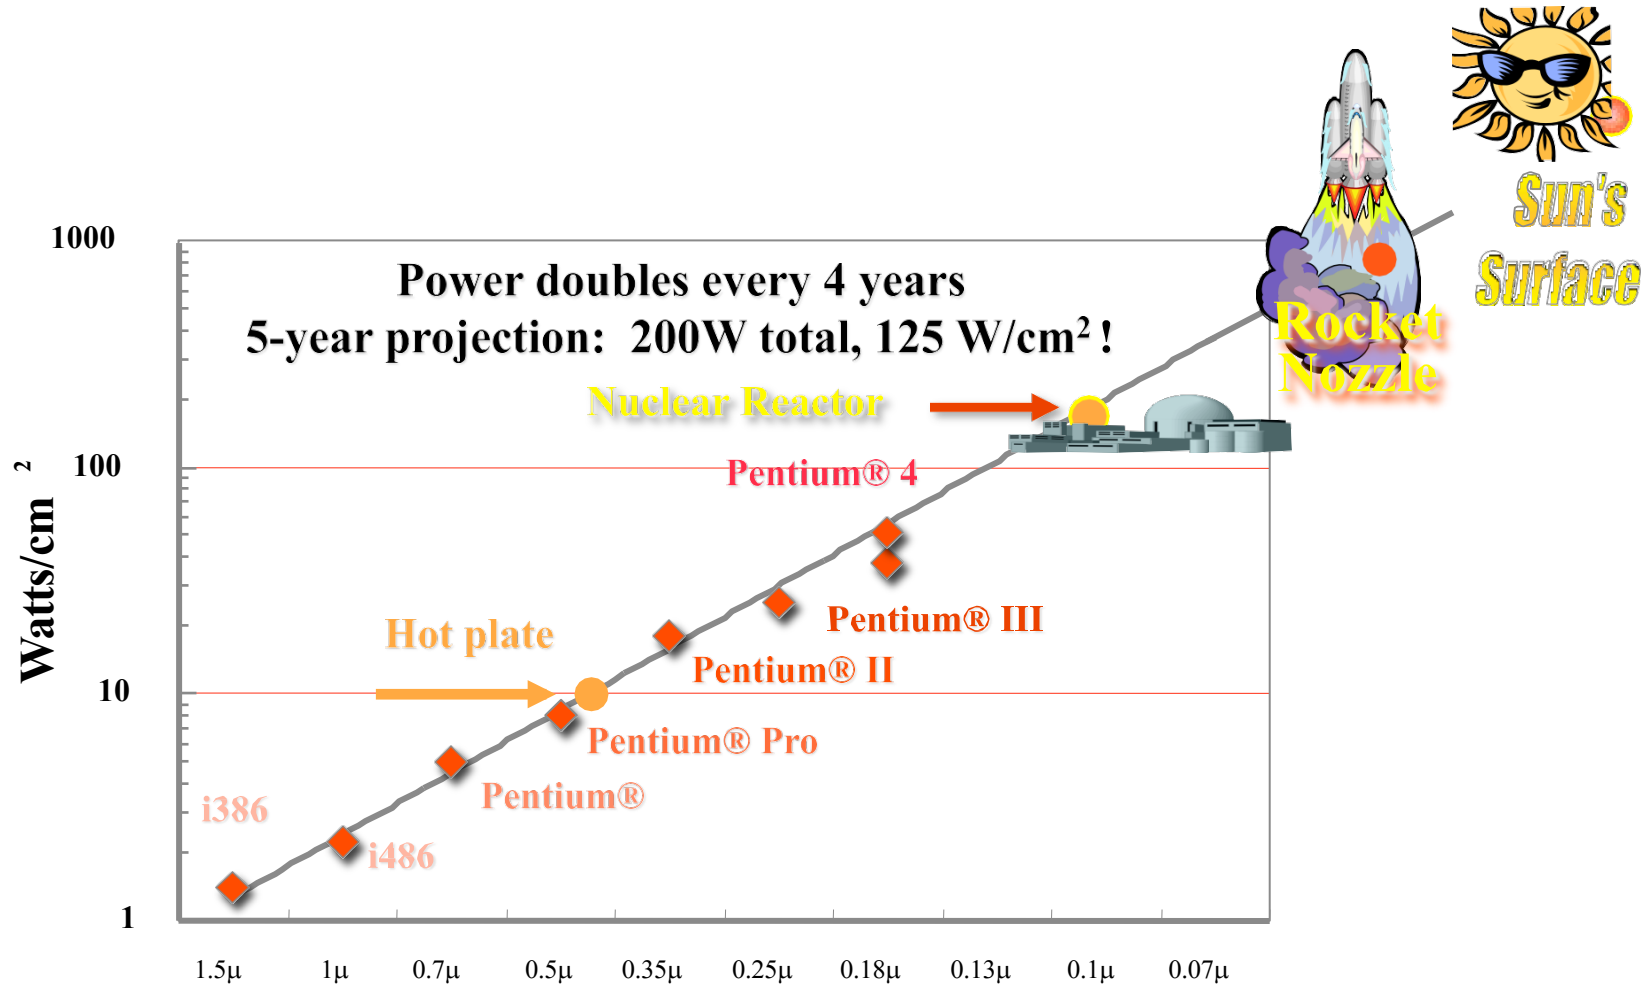 Sun's
Surface
1000
Power doubles every 4 years
5-year projection: 200W total, 125 W/cm² !
Rocket
Nozzle
Nuclear Reactor
100
Pentium® 4
Watts/cm²
Pentium® III
Hot plate
Pentium® II
10
Pentium® Pro
Pentium®
i386
i486
1
1.5μ 1μ 0.7μ 0.5μ 0.35μ 0.25μ 0.18μ 0.13μ 0.1μ 0.07μ